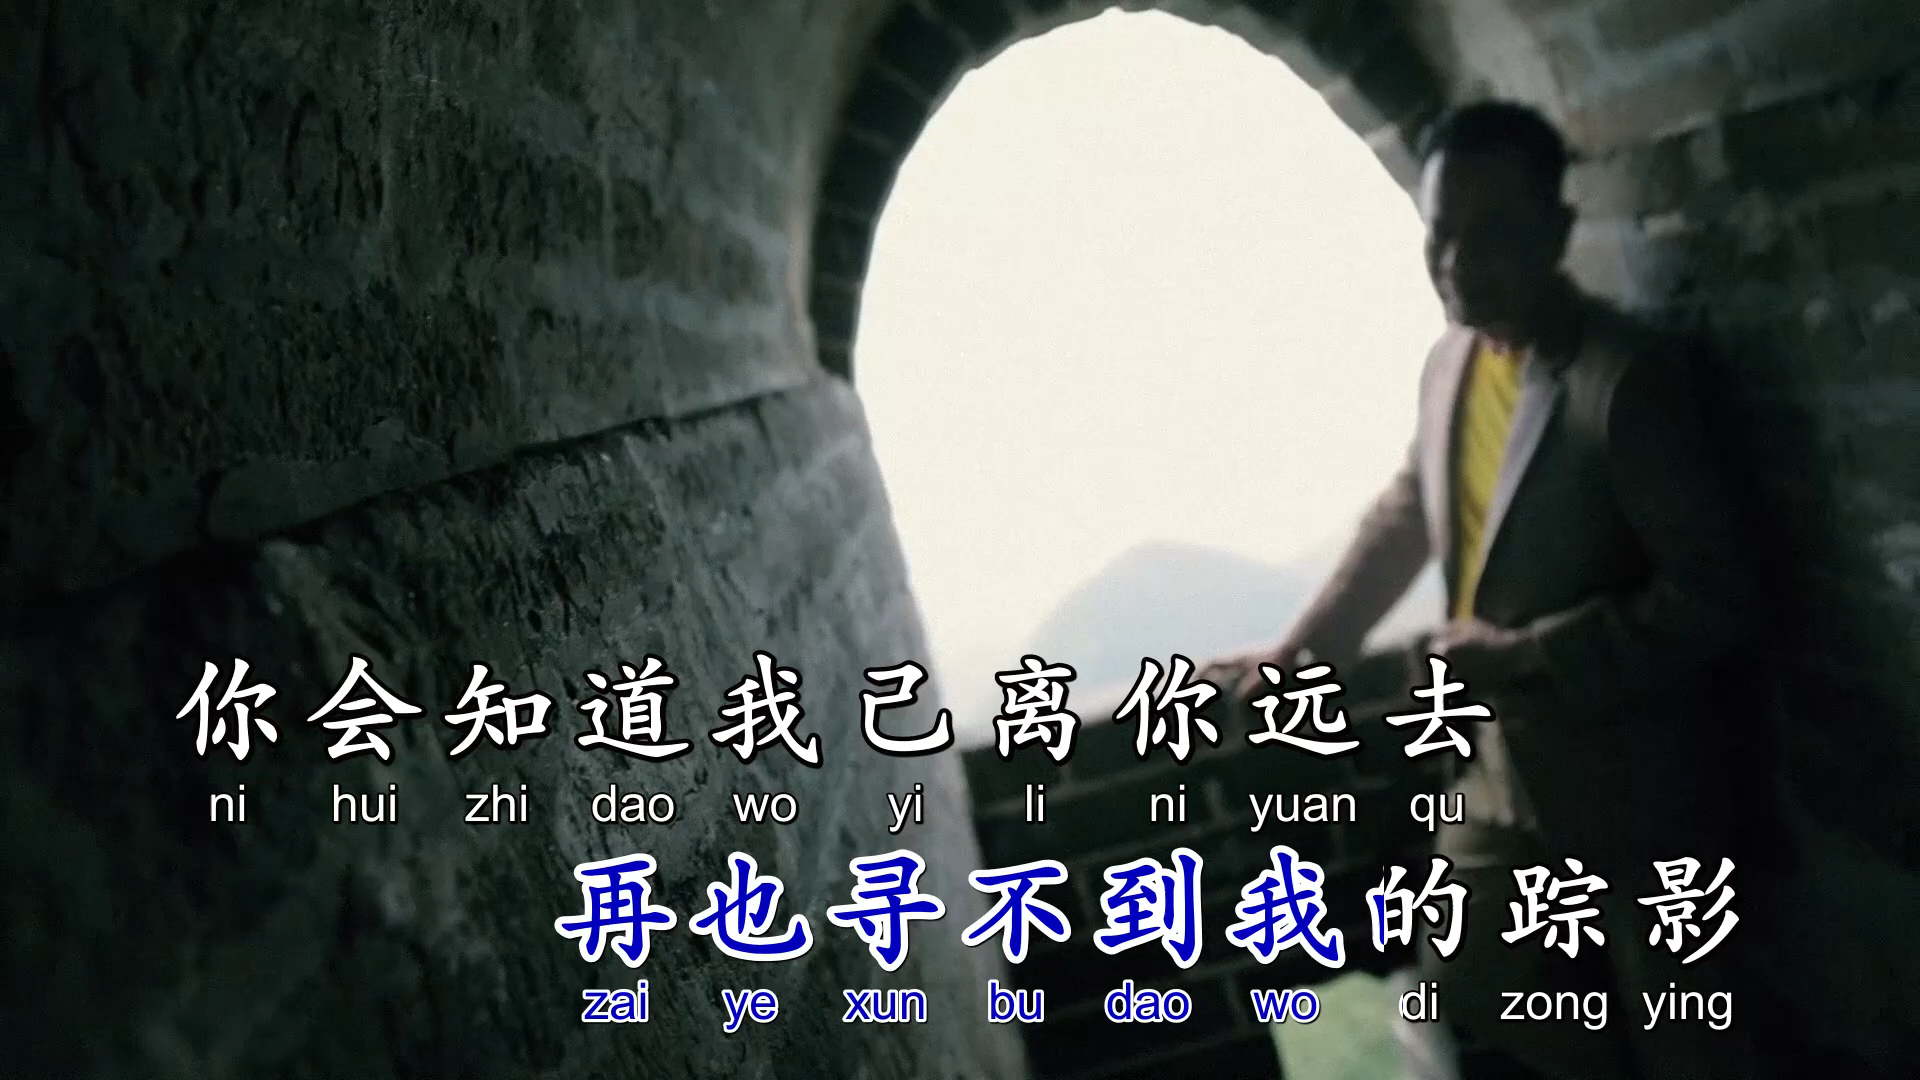 你会知道我己离你远去
ni hui zhi dao wo yi li ni yuan qu
再也寻不到我的踪影
zai ye xun bu dao wo di zong ying